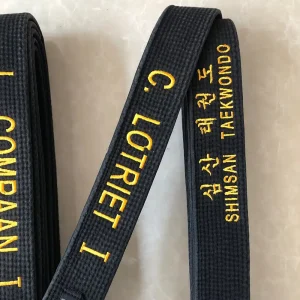 I COMPAAN I
C. LOTRIET I
심산 태권도
SHIMSAN TAEKWONDO